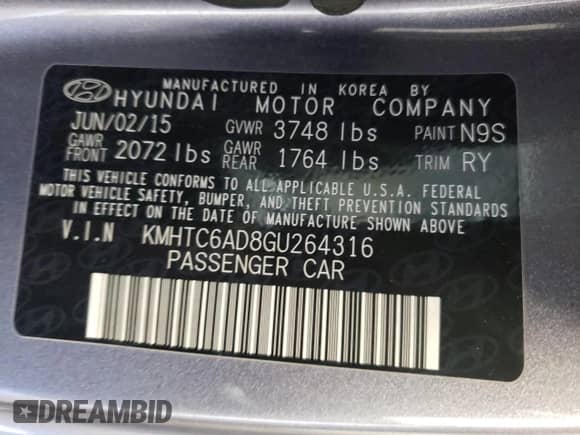 MANUFACTURED IN KOREA BY
HYUNDAI MOTOR COMPANY
JUN/02/15 GVWR 3748 lbs PAINT N9S
GAWR FRONT 2072 lbs GAWR REAR 1764 lbs TRIM RY
THIS VEHICLE CONFORMS TO ALL APPLICABLE U.S.A. FEDERAL
MOTOR VEHICLE SAFETY, BUMPER, AND THEFT PREVENTION STANDARDS
IN EFFECT ON THE DATE OF MANUFACTURE SHOWN ABOVE.
V.I.N KMHTC6AD8GU264316
PASSENGER CAR
DREAMBID